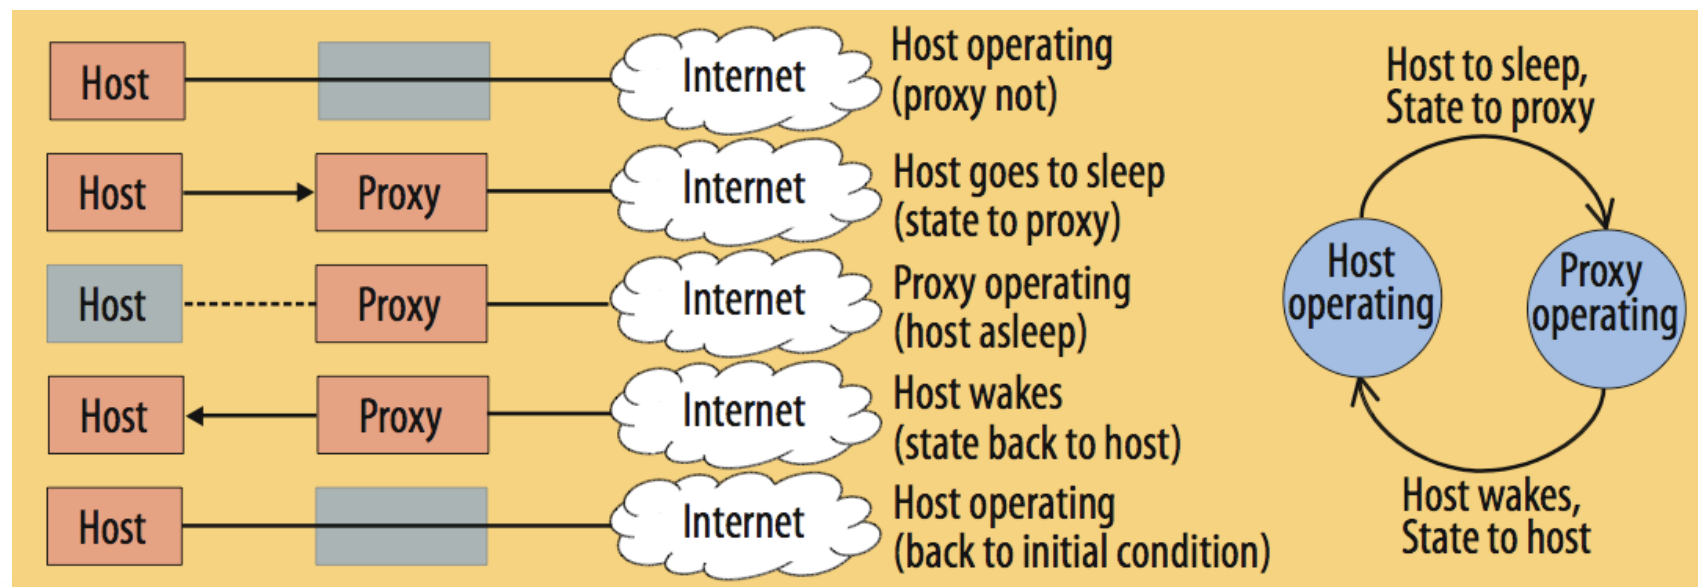 Host
Internet
Host operating
(proxy not)
Host
Proxy
Internet
Host goes to sleep
(state to proxy)
Host
Proxy
Internet
Proxy operating
(host asleep)
Host
Proxy
Internet
Host wakes
(state back to host)
Host
Internet
Host operating
(back to initial condition)
Host to sleep,
State to proxy
Host
operating
Proxy
operating
Host wakes,
State to host